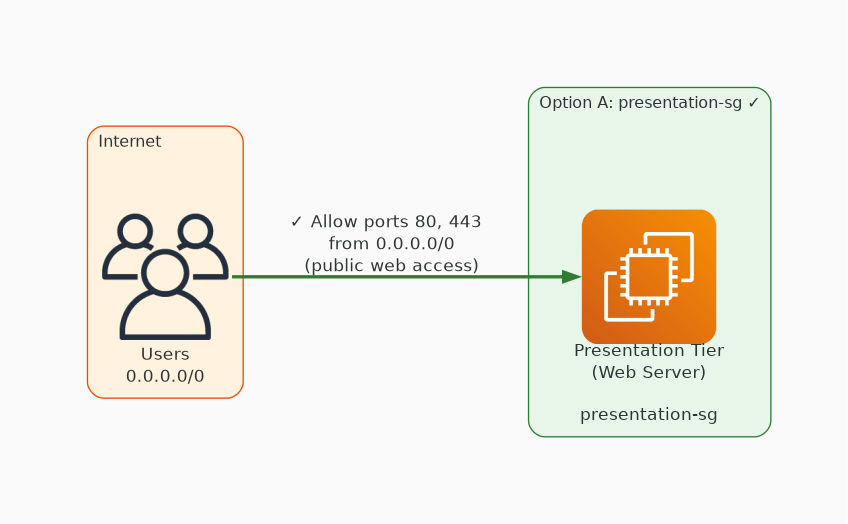 Internet
Users
0.0.0.0/0
✓ Allow ports 80, 443
from 0.0.0.0/0
(public web access)
Option A: presentation-sg ✓
Presentation Tier
(Web Server)
presentation-sg